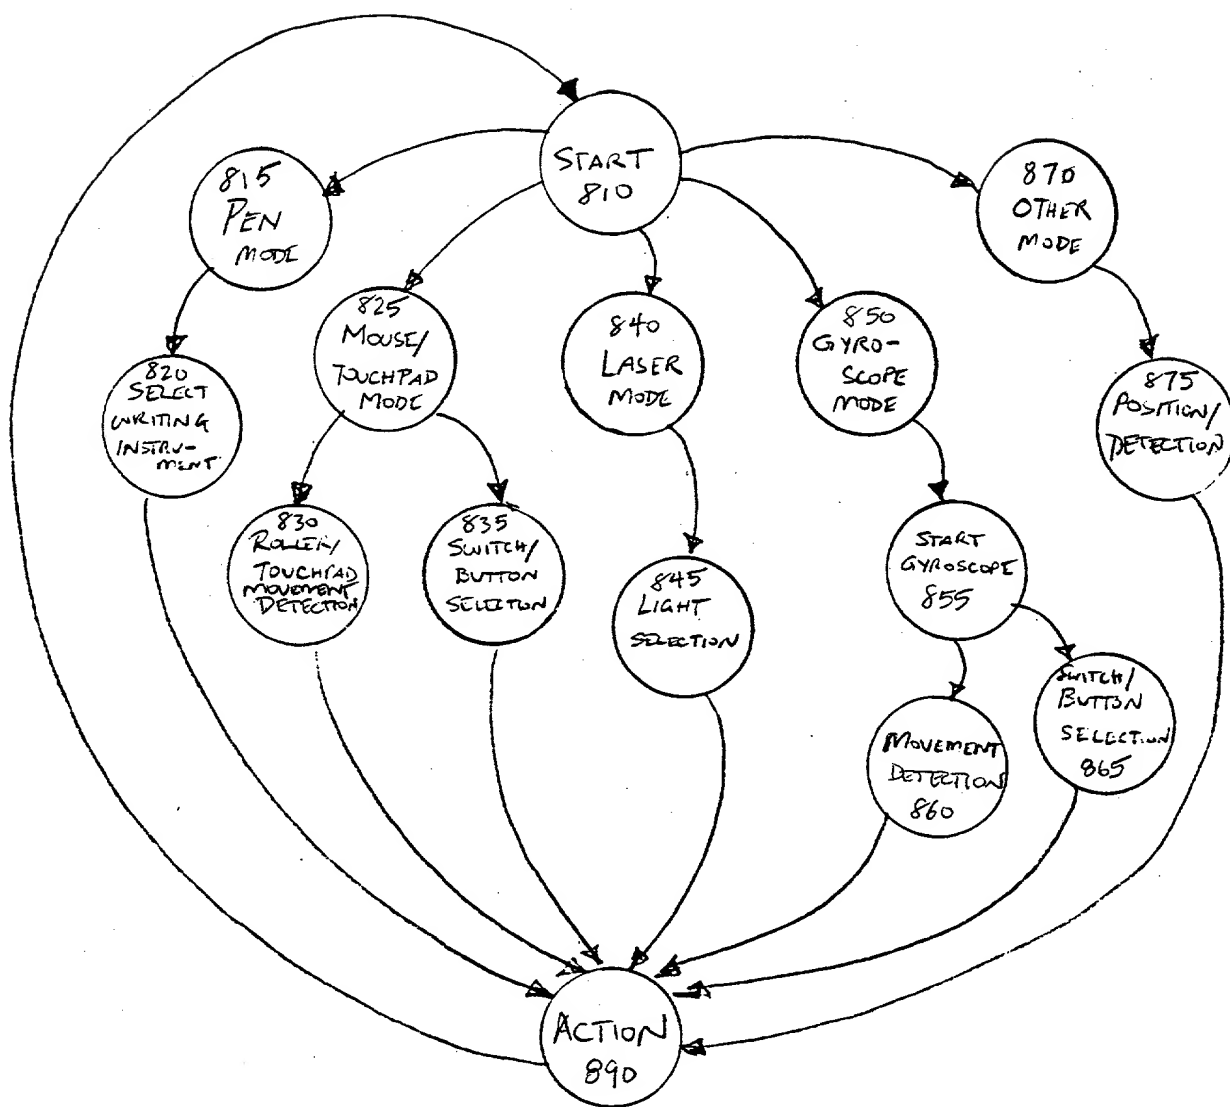 START
810
815
PEN
MODE
870
OTHER
MODE
825
MOUSE/
TOUCHPAD
MODE
840
LASER
MODE
850
GYRO-
SCOPE
MODE
820
SELECT
WRITING
INSTRU-
MENT
875
POSITION/
DETECTION
830
ROLLER/
TOUCHPAD
MOVEMENT
DETECTION
835
SWITCH/
BUTTON
SELECTION
845
LIGHT
SELECTION
START
GYROSCOPE
855
MOVEMENT
DETECTION
860
SWITCH/
BUTTON
SELECTION
865
ACTION
890